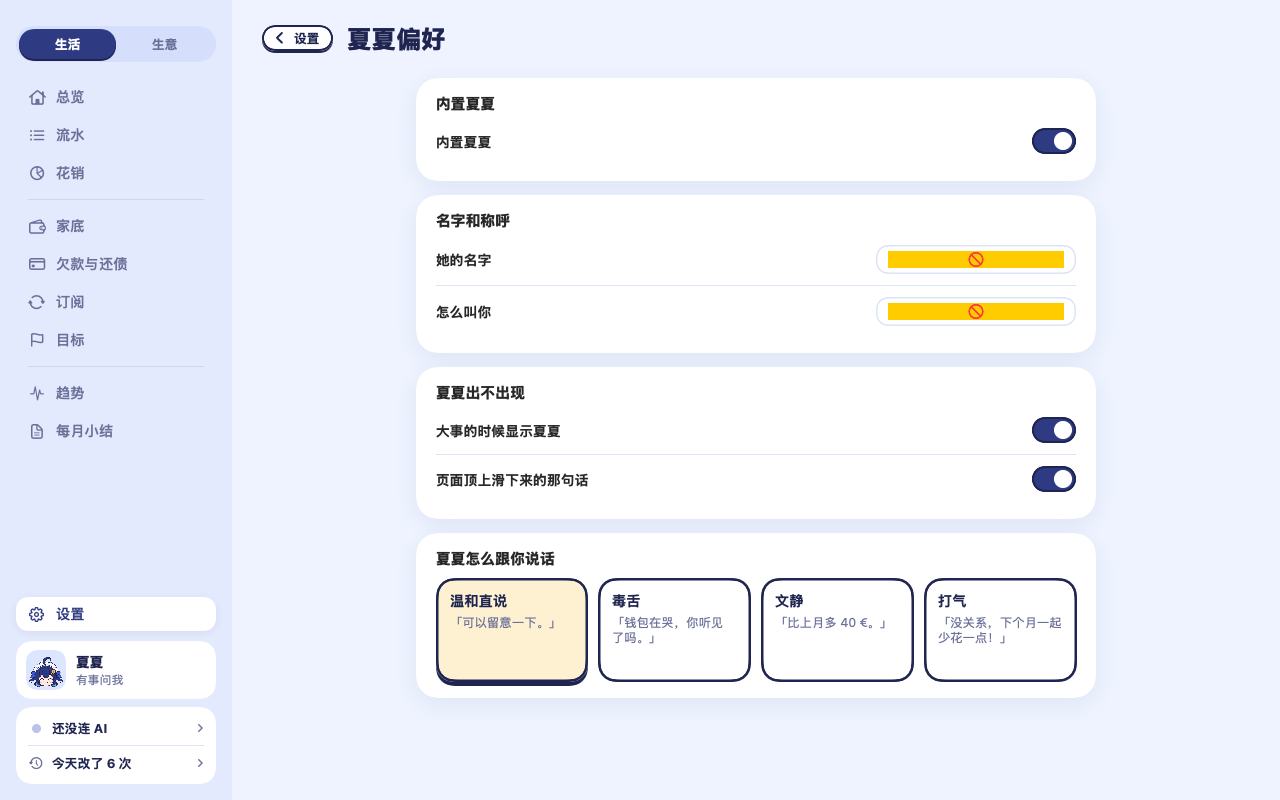 生活
生意
总览
流水
花销
家底
欠款与还债
订阅
目标
趋势
每月小结
设置
夏夏
有事问我
还没连 AI
今天改了 6 次
设置
夏夏偏好
内置夏夏
内置夏夏
名字和称呼
她的名字
怎么叫你
夏夏出不出现
大事的时候显示夏夏
页面顶上滑下来的那句话
夏夏怎么跟你说话
温和直说
「可以留意一下。」
毒舌
「钱包在哭，你听见
了吗。」
文静
「比上月多 40 €。」
打气
「没关系，下个月一起
少花一点！」